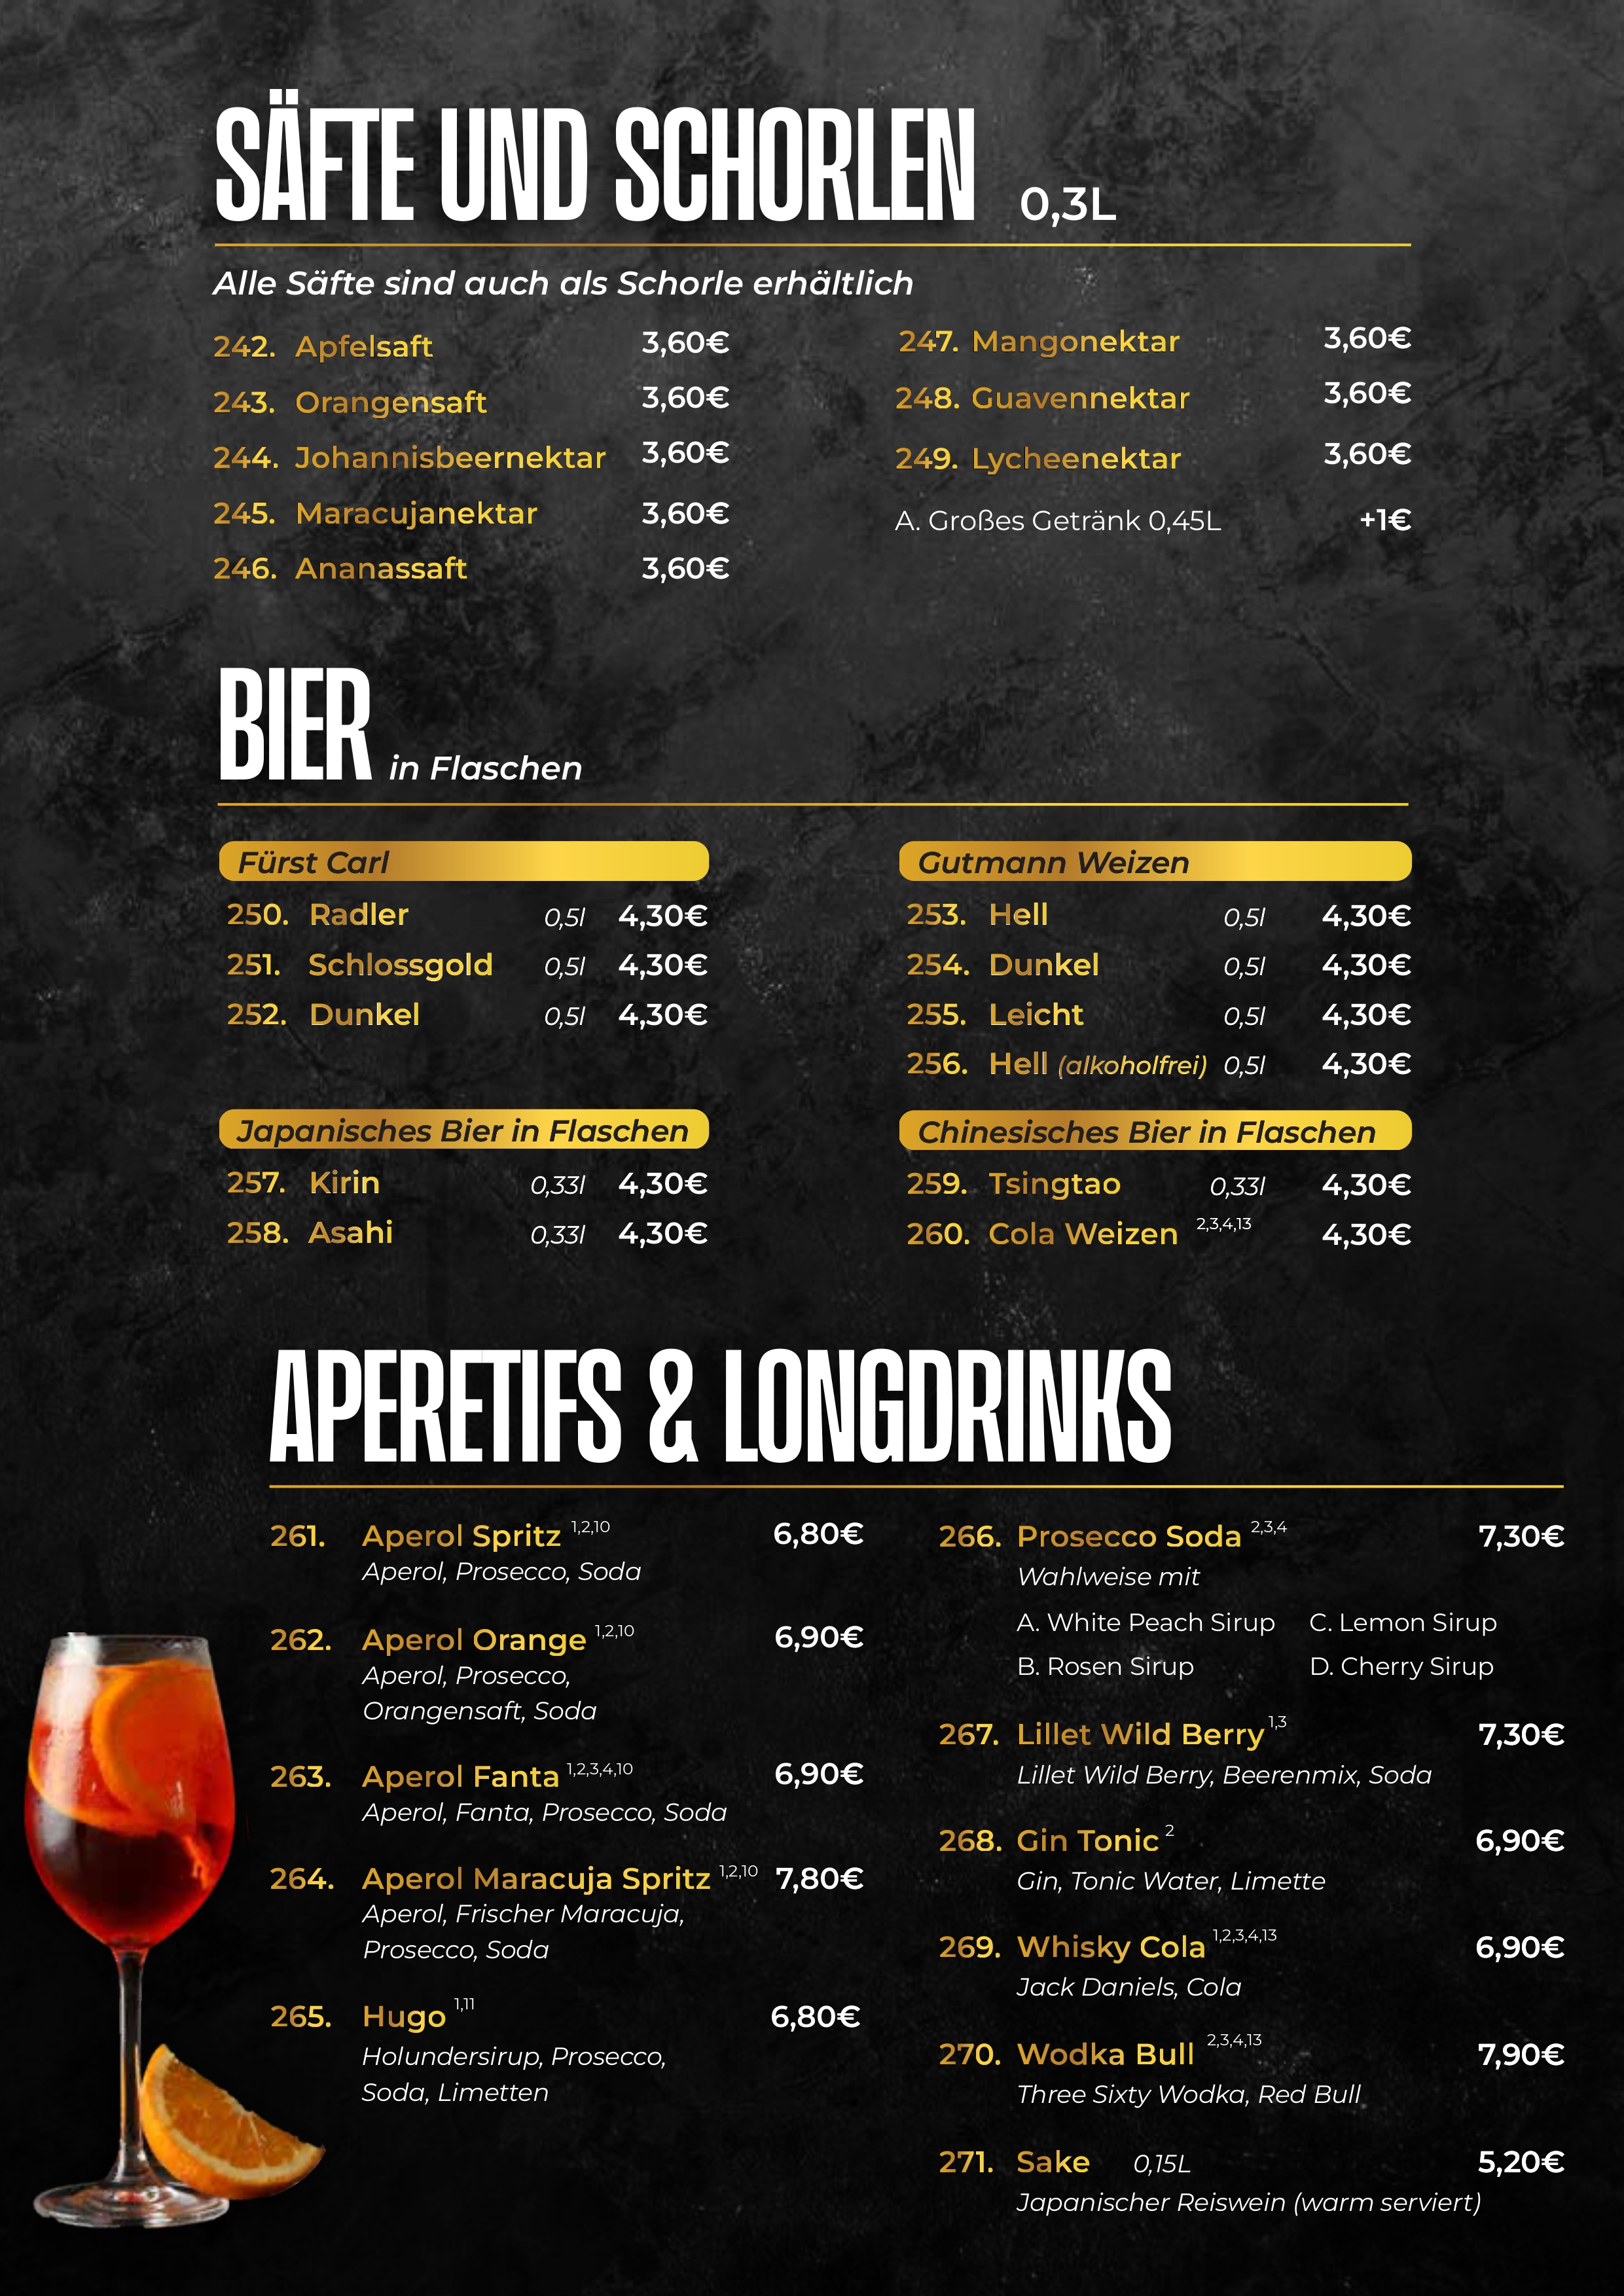 SÄFTE UND SCHORLEN 0,3L
Alle Säfte sind auch als Schorle erhältlich
242. Apfelsaft 3,60€
243. Orangensaft 3,60€
244. Johannisbeernektar 3,60€
245. Maracujanektar 3,60€
246. Ananassaft 3,60€
247. Mangonektar 3,60€
248. Guavennektar 3,60€
249. Lycheenektar 3,60€
A. Großes Getränk 0,45L +1€
BIER in Flaschen
Fürst Carl
250. Radler 0,5l 4,30€
251. Schlossgold 0,5l 4,30€
252. Dunkel 0,5l 4,30€
Gutmann Weizen
253. Hell 0,5l 4,30€
254. Dunkel 0,5l 4,30€
255. Leicht 0,5l 4,30€
256. Hell (alkoholfrei) 0,5l 4,30€
Japanisches Bier in Flaschen
257. Kirin 0,33l 4,30€
258. Asahi 0,33l 4,30€
Chinesisches Bier in Flaschen
259. Tsingtao 0,33l 4,30€
260. Cola Weizen 2,3,4,13 4,30€
APERETIFS & LONGDRINKS
261. Aperol Spritz 1,2,10 6,80€
Aperol, Prosecco, Soda
262. Aperol Orange 1,2,10 6,90€
Aperol, Prosecco,
Orangensaft, Soda
263. Aperol Fanta 1,2,3,4,10 6,90€
Aperol, Fanta, Prosecco, Soda
264. Aperol Maracuja Spritz 1,2,10 7,80€
Aperol, Frischer Maracuja,
Prosecco, Soda
265. Hugo 1,11 6,80€
Holundersirup, Prosecco,
Soda, Limetten
266. Prosecco Soda 2,3,4 7,30€
Wahlweise mit
A. White Peach Sirup C. Lemon Sirup
B. Rosen Sirup D. Cherry Sirup
267. Lillet Wild Berry 1,3 7,30€
Lillet Wild Berry, Beerenmix, Soda
268. Gin Tonic 2 6,90€
Gin, Tonic Water, Limette
269. Whisky Cola 1,2,3,4,13 6,90€
Jack Daniels, Cola
270. Wodka Bull 2,3,4,13 7,90€
Three Sixty Wodka, Red Bull
271. Sake 0,15L 5,20€
Japanischer Reiswein (warm serviert)